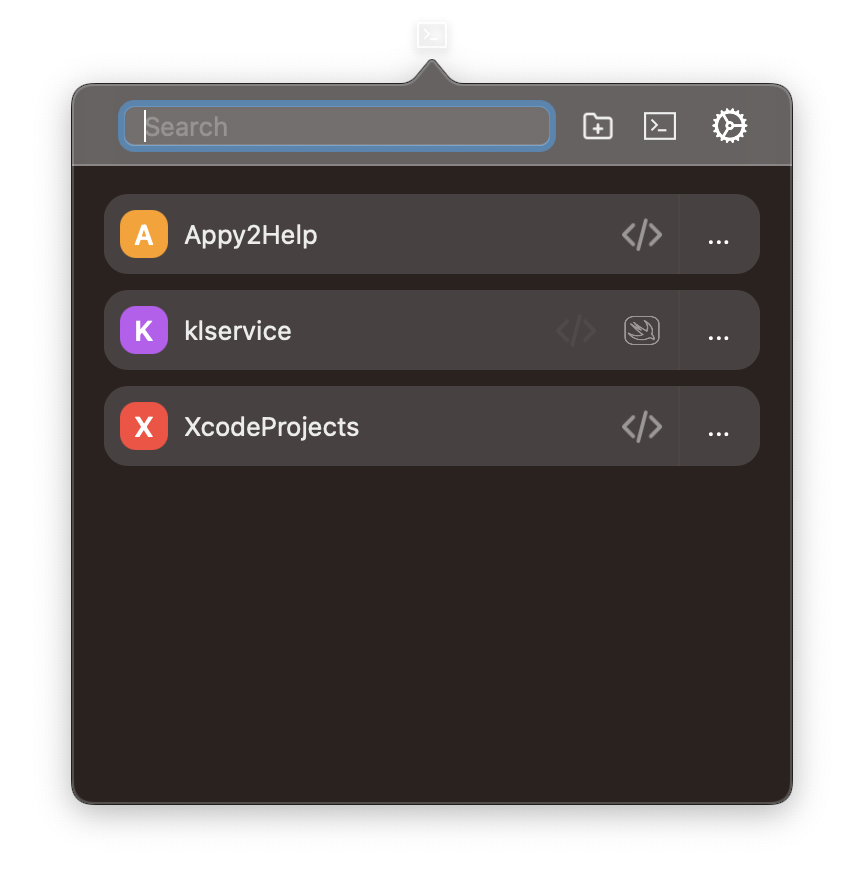 Search
A Appy2Help </> ...
K klservice </> ...
X XcodeProjects </> ...